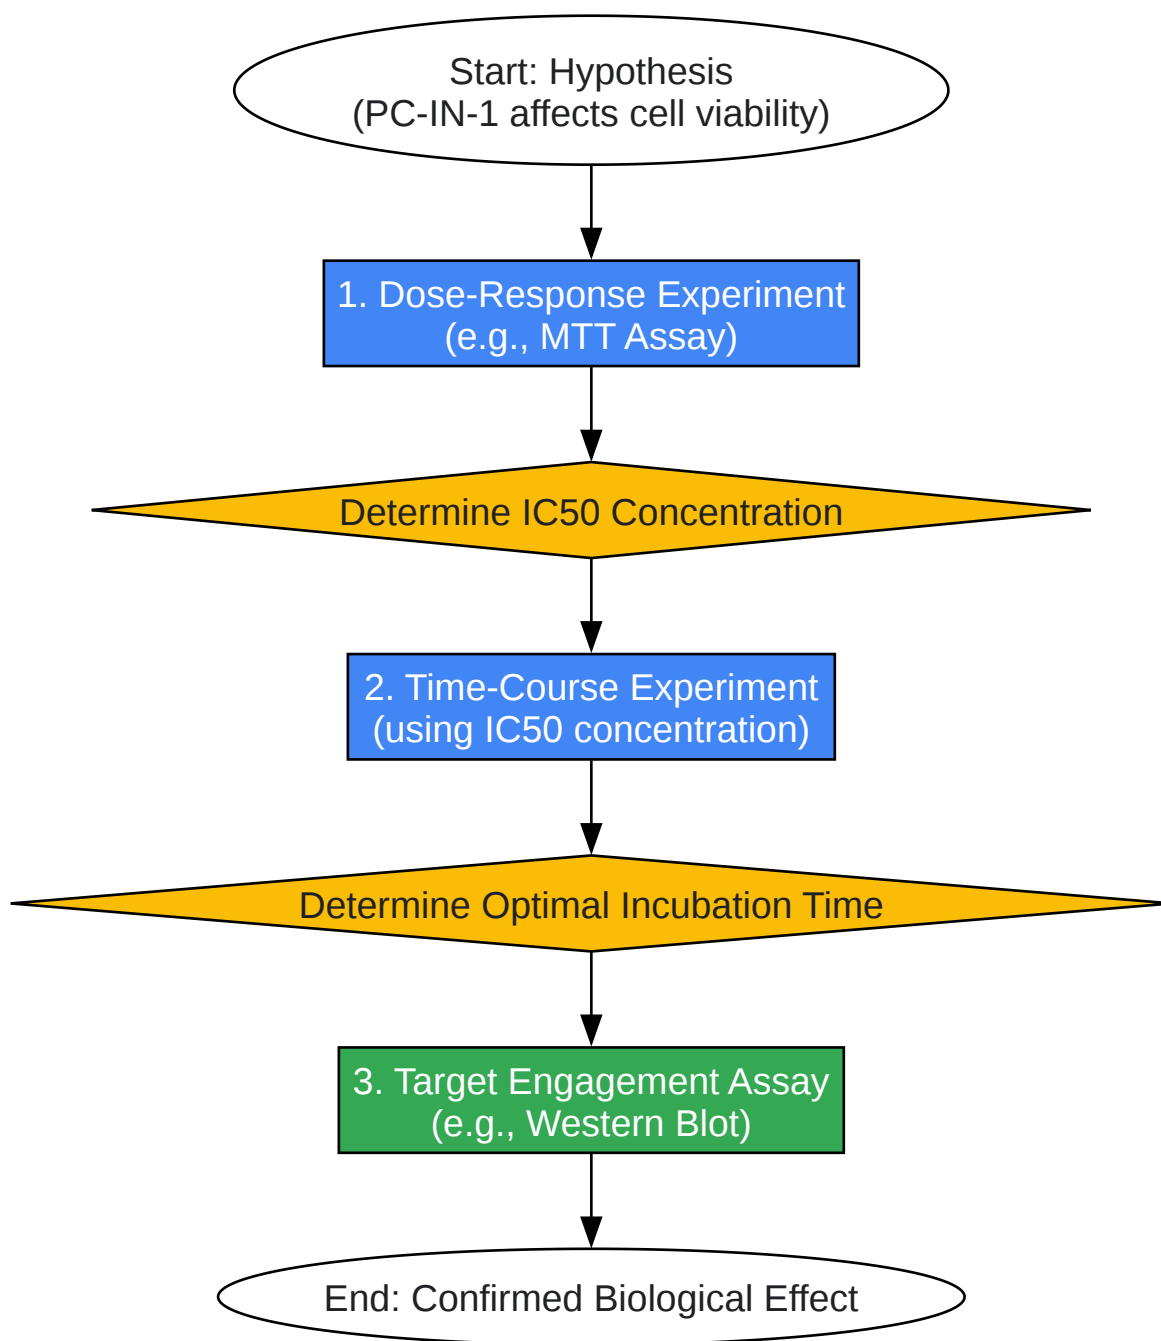 Start: Hypothesis
(PC-IN-1 affects cell viability)
1. Dose-Response Experiment
(e.g., MTT Assay)
Determine IC50 Concentration
2. Time-Course Experiment
(using IC50 concentration)
Determine Optimal Incubation Time
3. Target Engagement Assay
(e.g., Western Blot)
End: Confirmed Biological Effect